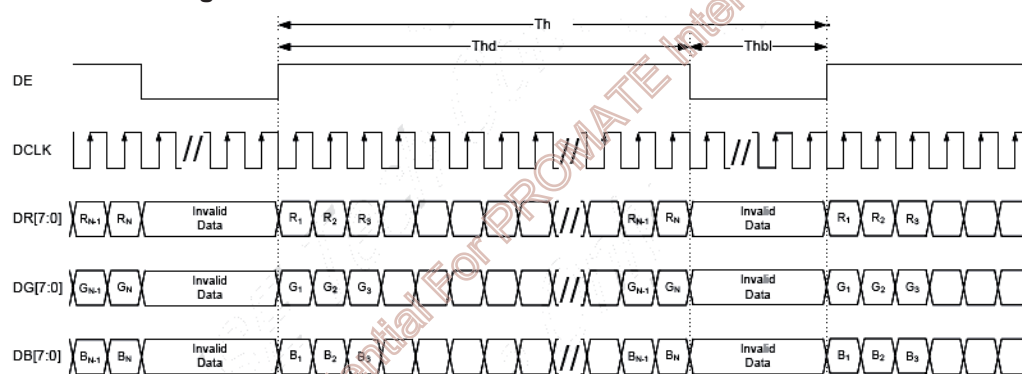 Th
Thd Thbl
DE
DCLK
DR[7:0] RN-1 RN Invalid Data R1 R2 R3 RN-1 RN Invalid Data R1 R2 R3
DG[7:0] GN-1 GN Invalid Data G1 G2 G3 GN-1 GN Invalid Data G1 G2 G3
DB[7:0] BN-1 BN Invalid Data B1 B2 B3 BN-1 BN Invalid Data B1 B2 B3
For PROMATE